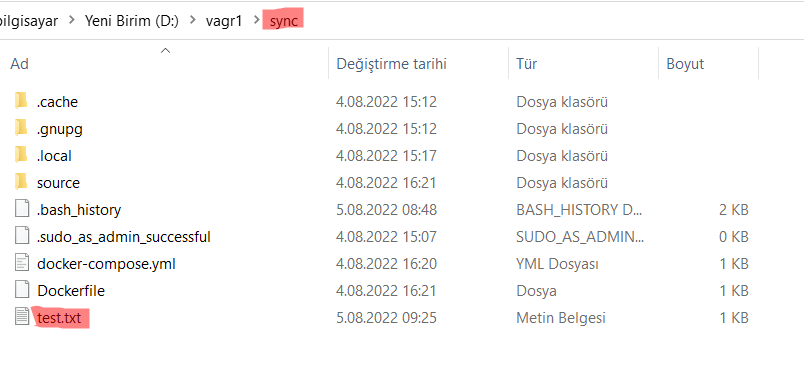 bilgisayar > Yeni Birim (D:) > vagr1 > sync
Ad Değiştirme tarihi Tür Boyut
.cache 4.08.2022 15:12 Dosya klasörü
.gnupg 4.08.2022 15:12 Dosya klasörü
.local 4.08.2022 15:17 Dosya klasörü
source 4.08.2022 16:21 Dosya klasörü
.bash_history 5.08.2022 08:48 BASH_HISTORY D... 2 KB
.sudo_as_admin_successful 4.08.2022 15:07 SUDO_AS_ADMIN... 0 KB
docker-compose.yml 4.08.2022 16:20 YML Dosyası 1 KB
Dockerfile 4.08.2022 16:21 Dosya 1 KB
test.txt 5.08.2022 09:25 Metin Belgesi 1 KB